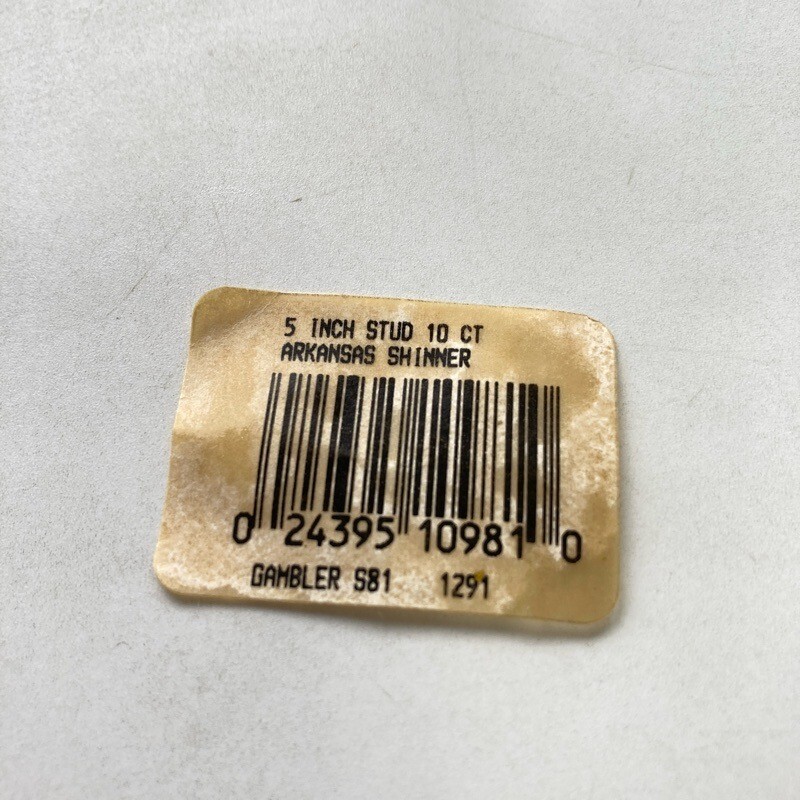 5 INCH STUD 10 CT
ARKANSAS SHINNER
0 24395 10981 0
GAMBLER S81 1291